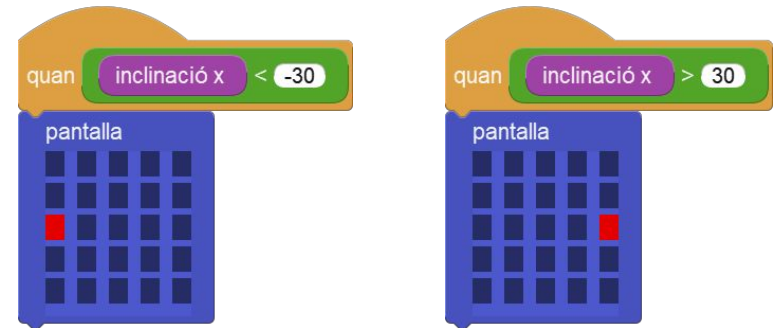 quan inclinació x < -30
pantalla
quan inclinació x > 30
pantalla